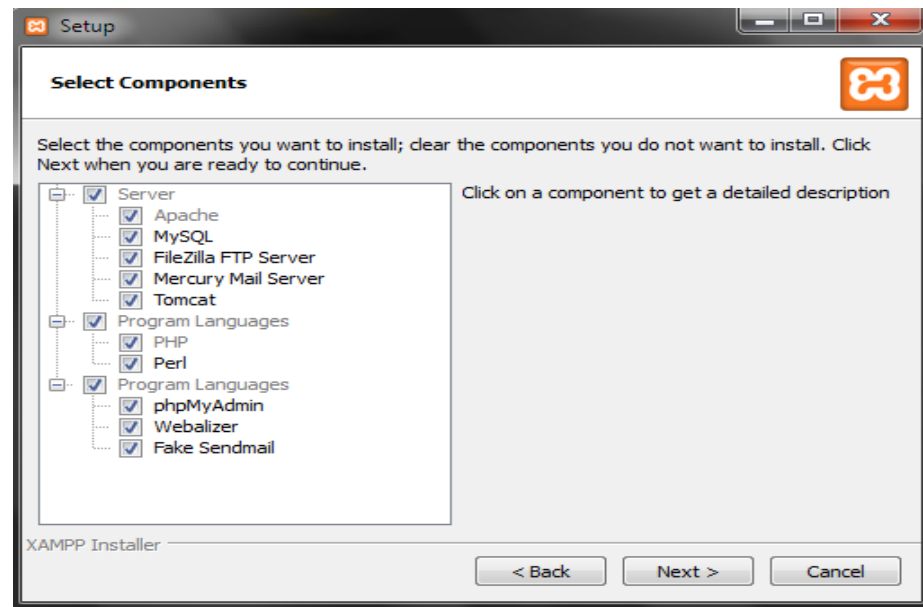 Setup
Select Components
Select the components you want to install; clear the components you do not want to install. Click
Next when you are ready to continue.
Server
Apache
MySQL
FileZilla FTP Server
Mercury Mail Server
Tomcat
Program Languages
PHP
Perl
Program Languages
phpMyAdmin
Webalizer
Fake Sendmail
Click on a component to get a detailed description
XAMPP Installer
< Back
Next >
Cancel